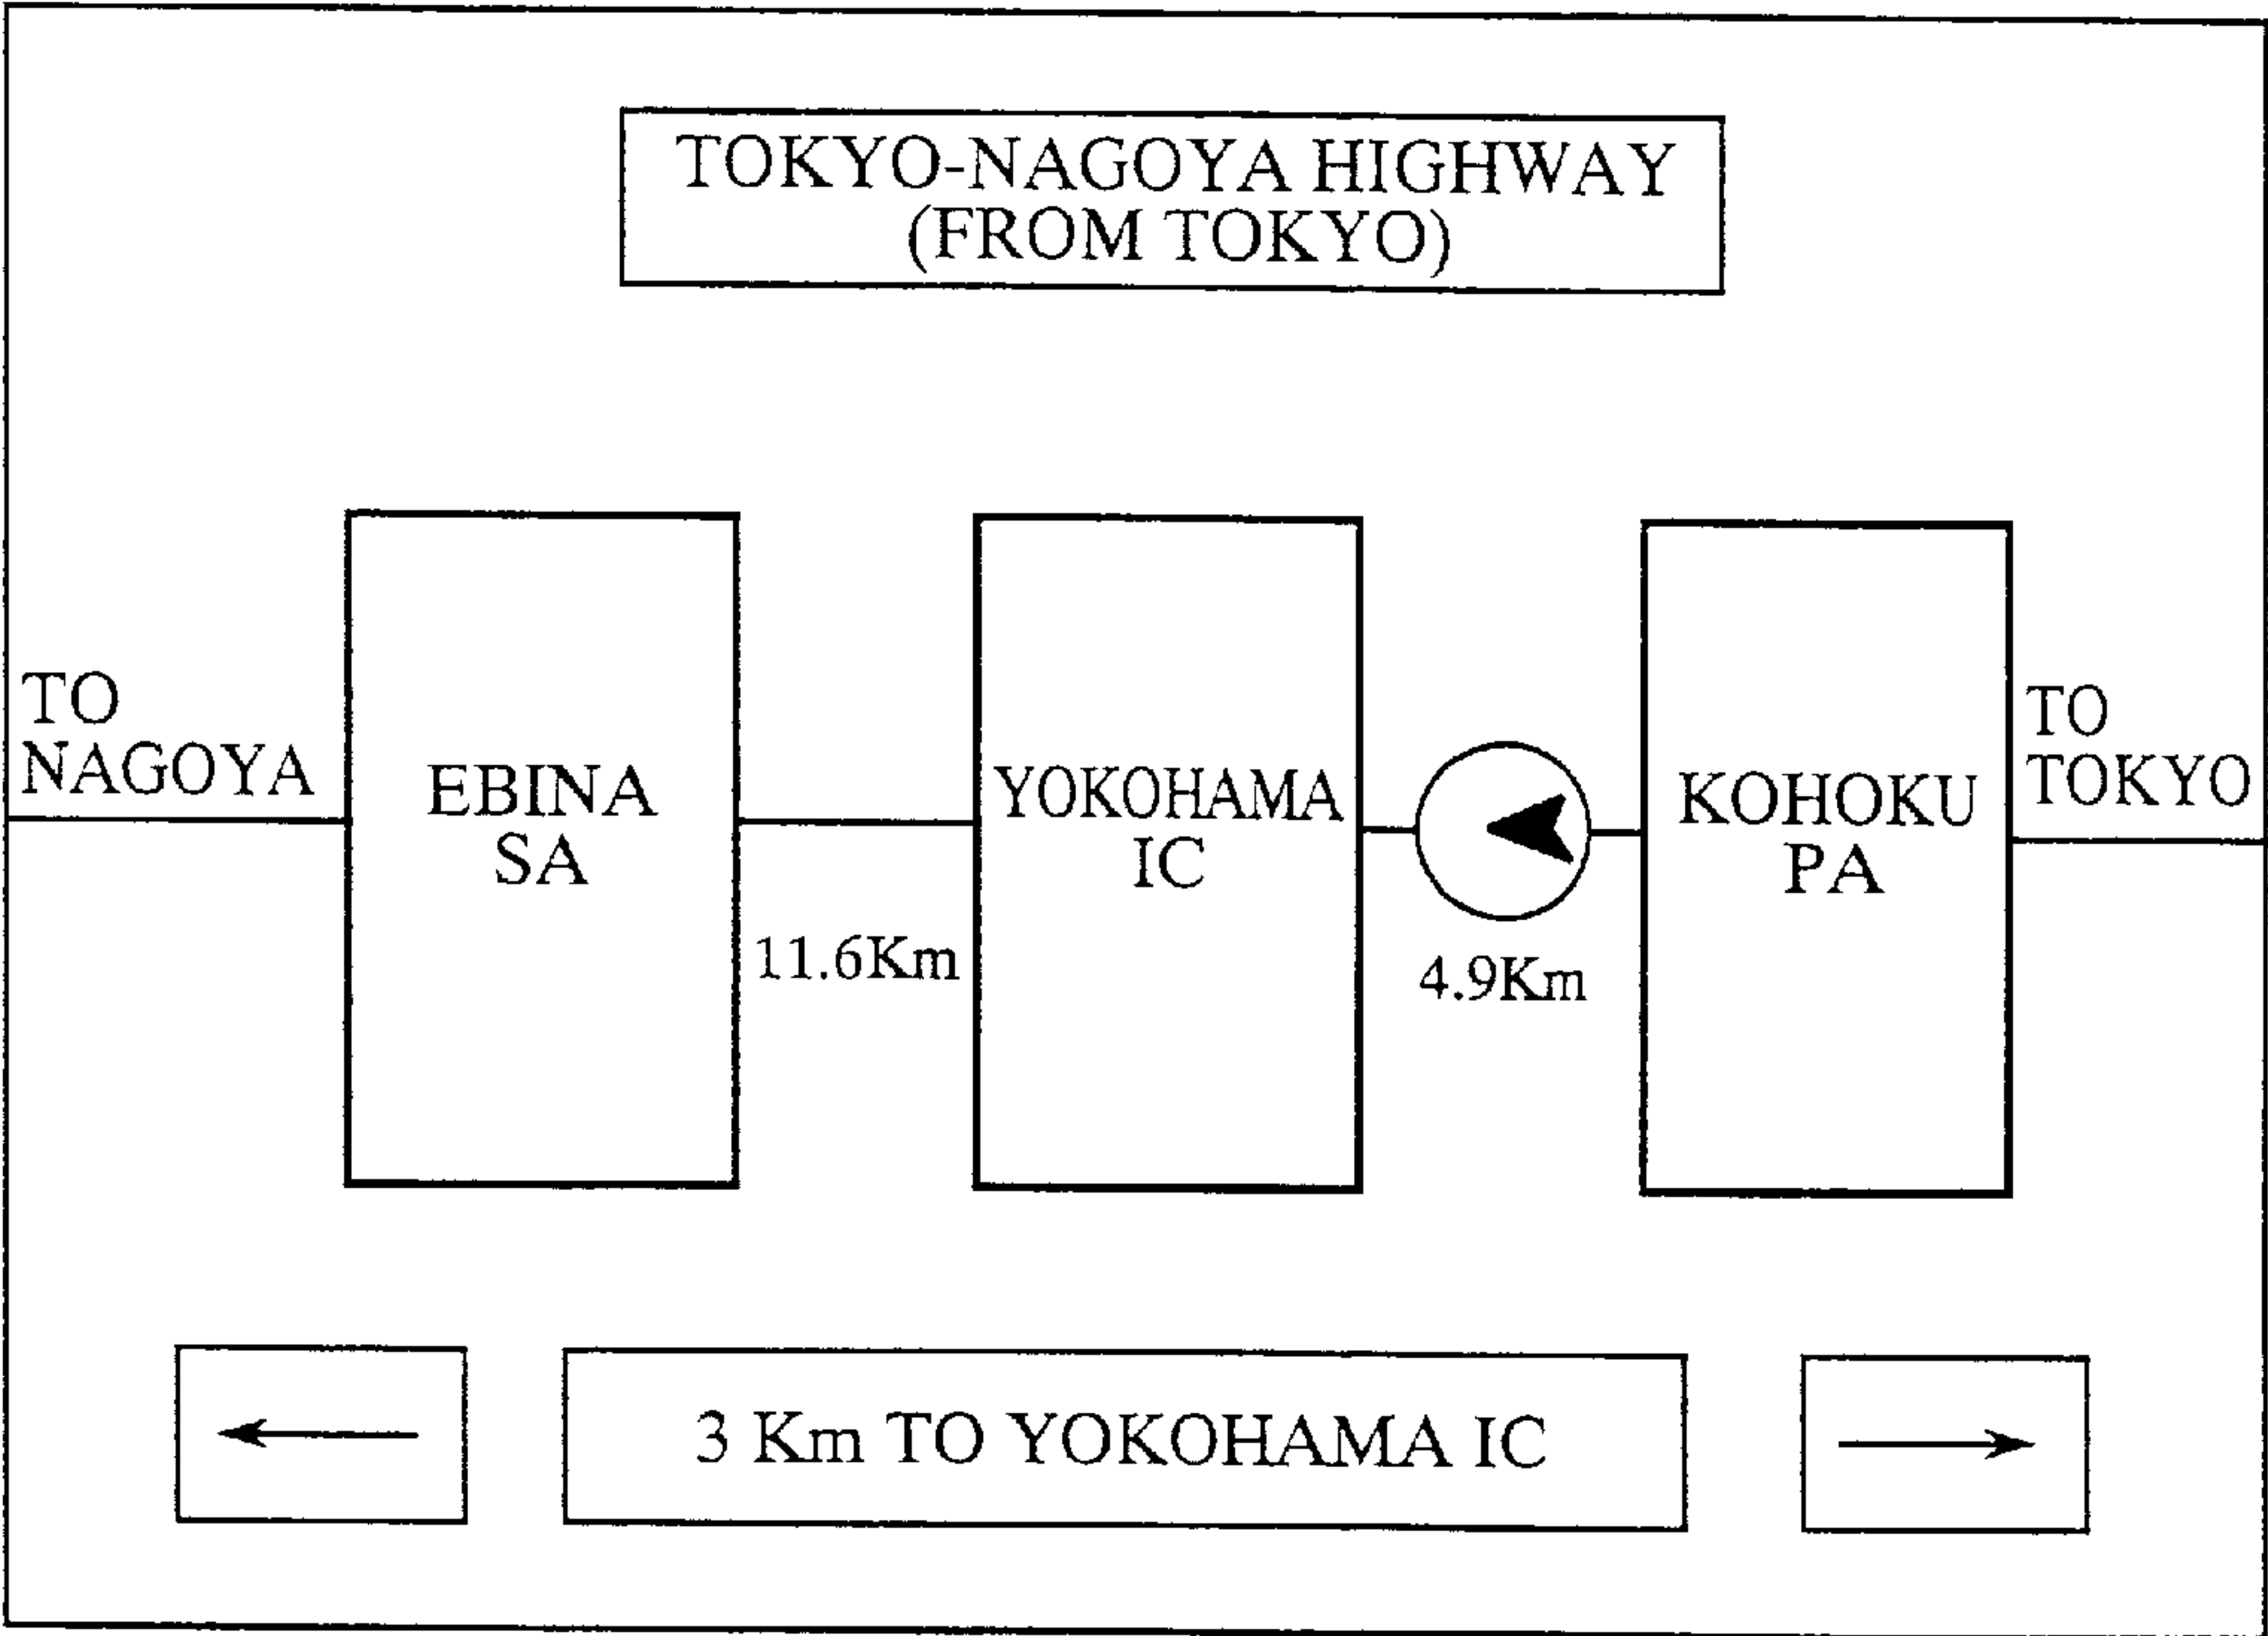 TOKYO-NAGOYA HIGHWAY
(FROM TOKYO)
TO
NAGOYA
EBINA
SA
11.6Km
YOKOHAMA
IC
4.9Km
KOHOKU
PA
TO
TOKYO
3 Km TO YOKOHAMA IC